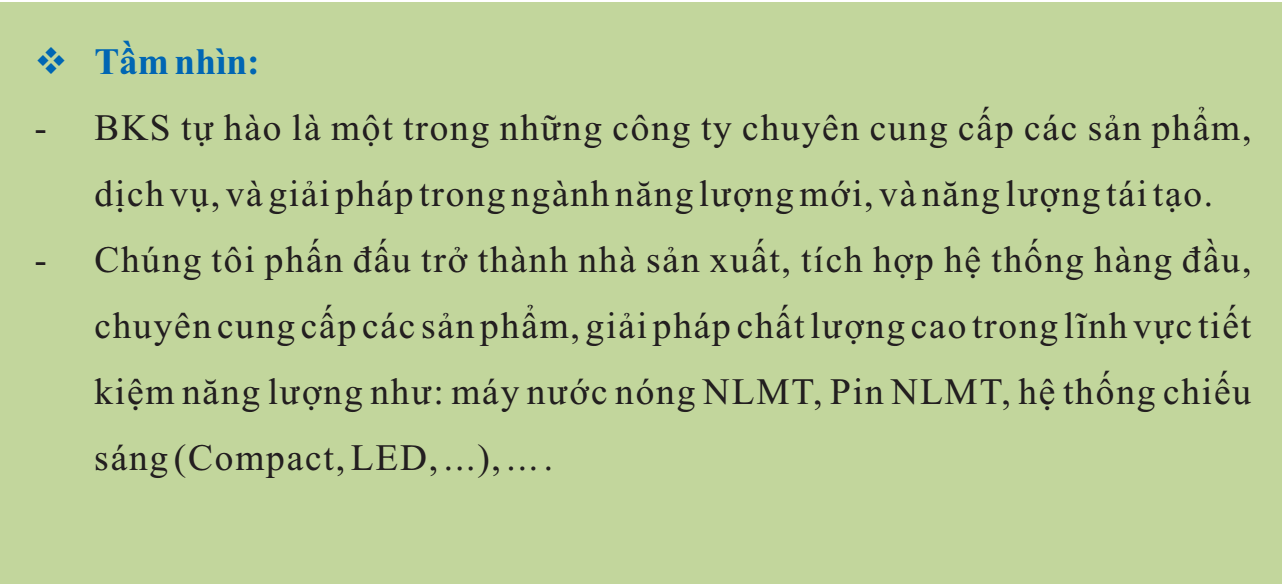 ❖ Tầm nhìn:
- BKS tự hào là một trong những công ty chuyên cung cấp các sản phẩm,
dịch vụ, và giải pháp trong ngành năng lượng mới, và năng lượng tái tạo.
- Chúng tôi phấn đấu trở thành nhà sản xuất, tích hợp hệ thống hàng đầu,
chuyên cung cấp các sản phẩm, giải pháp chất lượng cao trong lĩnh vực tiết
kiệm năng lượng như: máy nước nóng NLMT, Pin NLMT, hệ thống chiếu
sáng (Compact, LED, ...), ... .